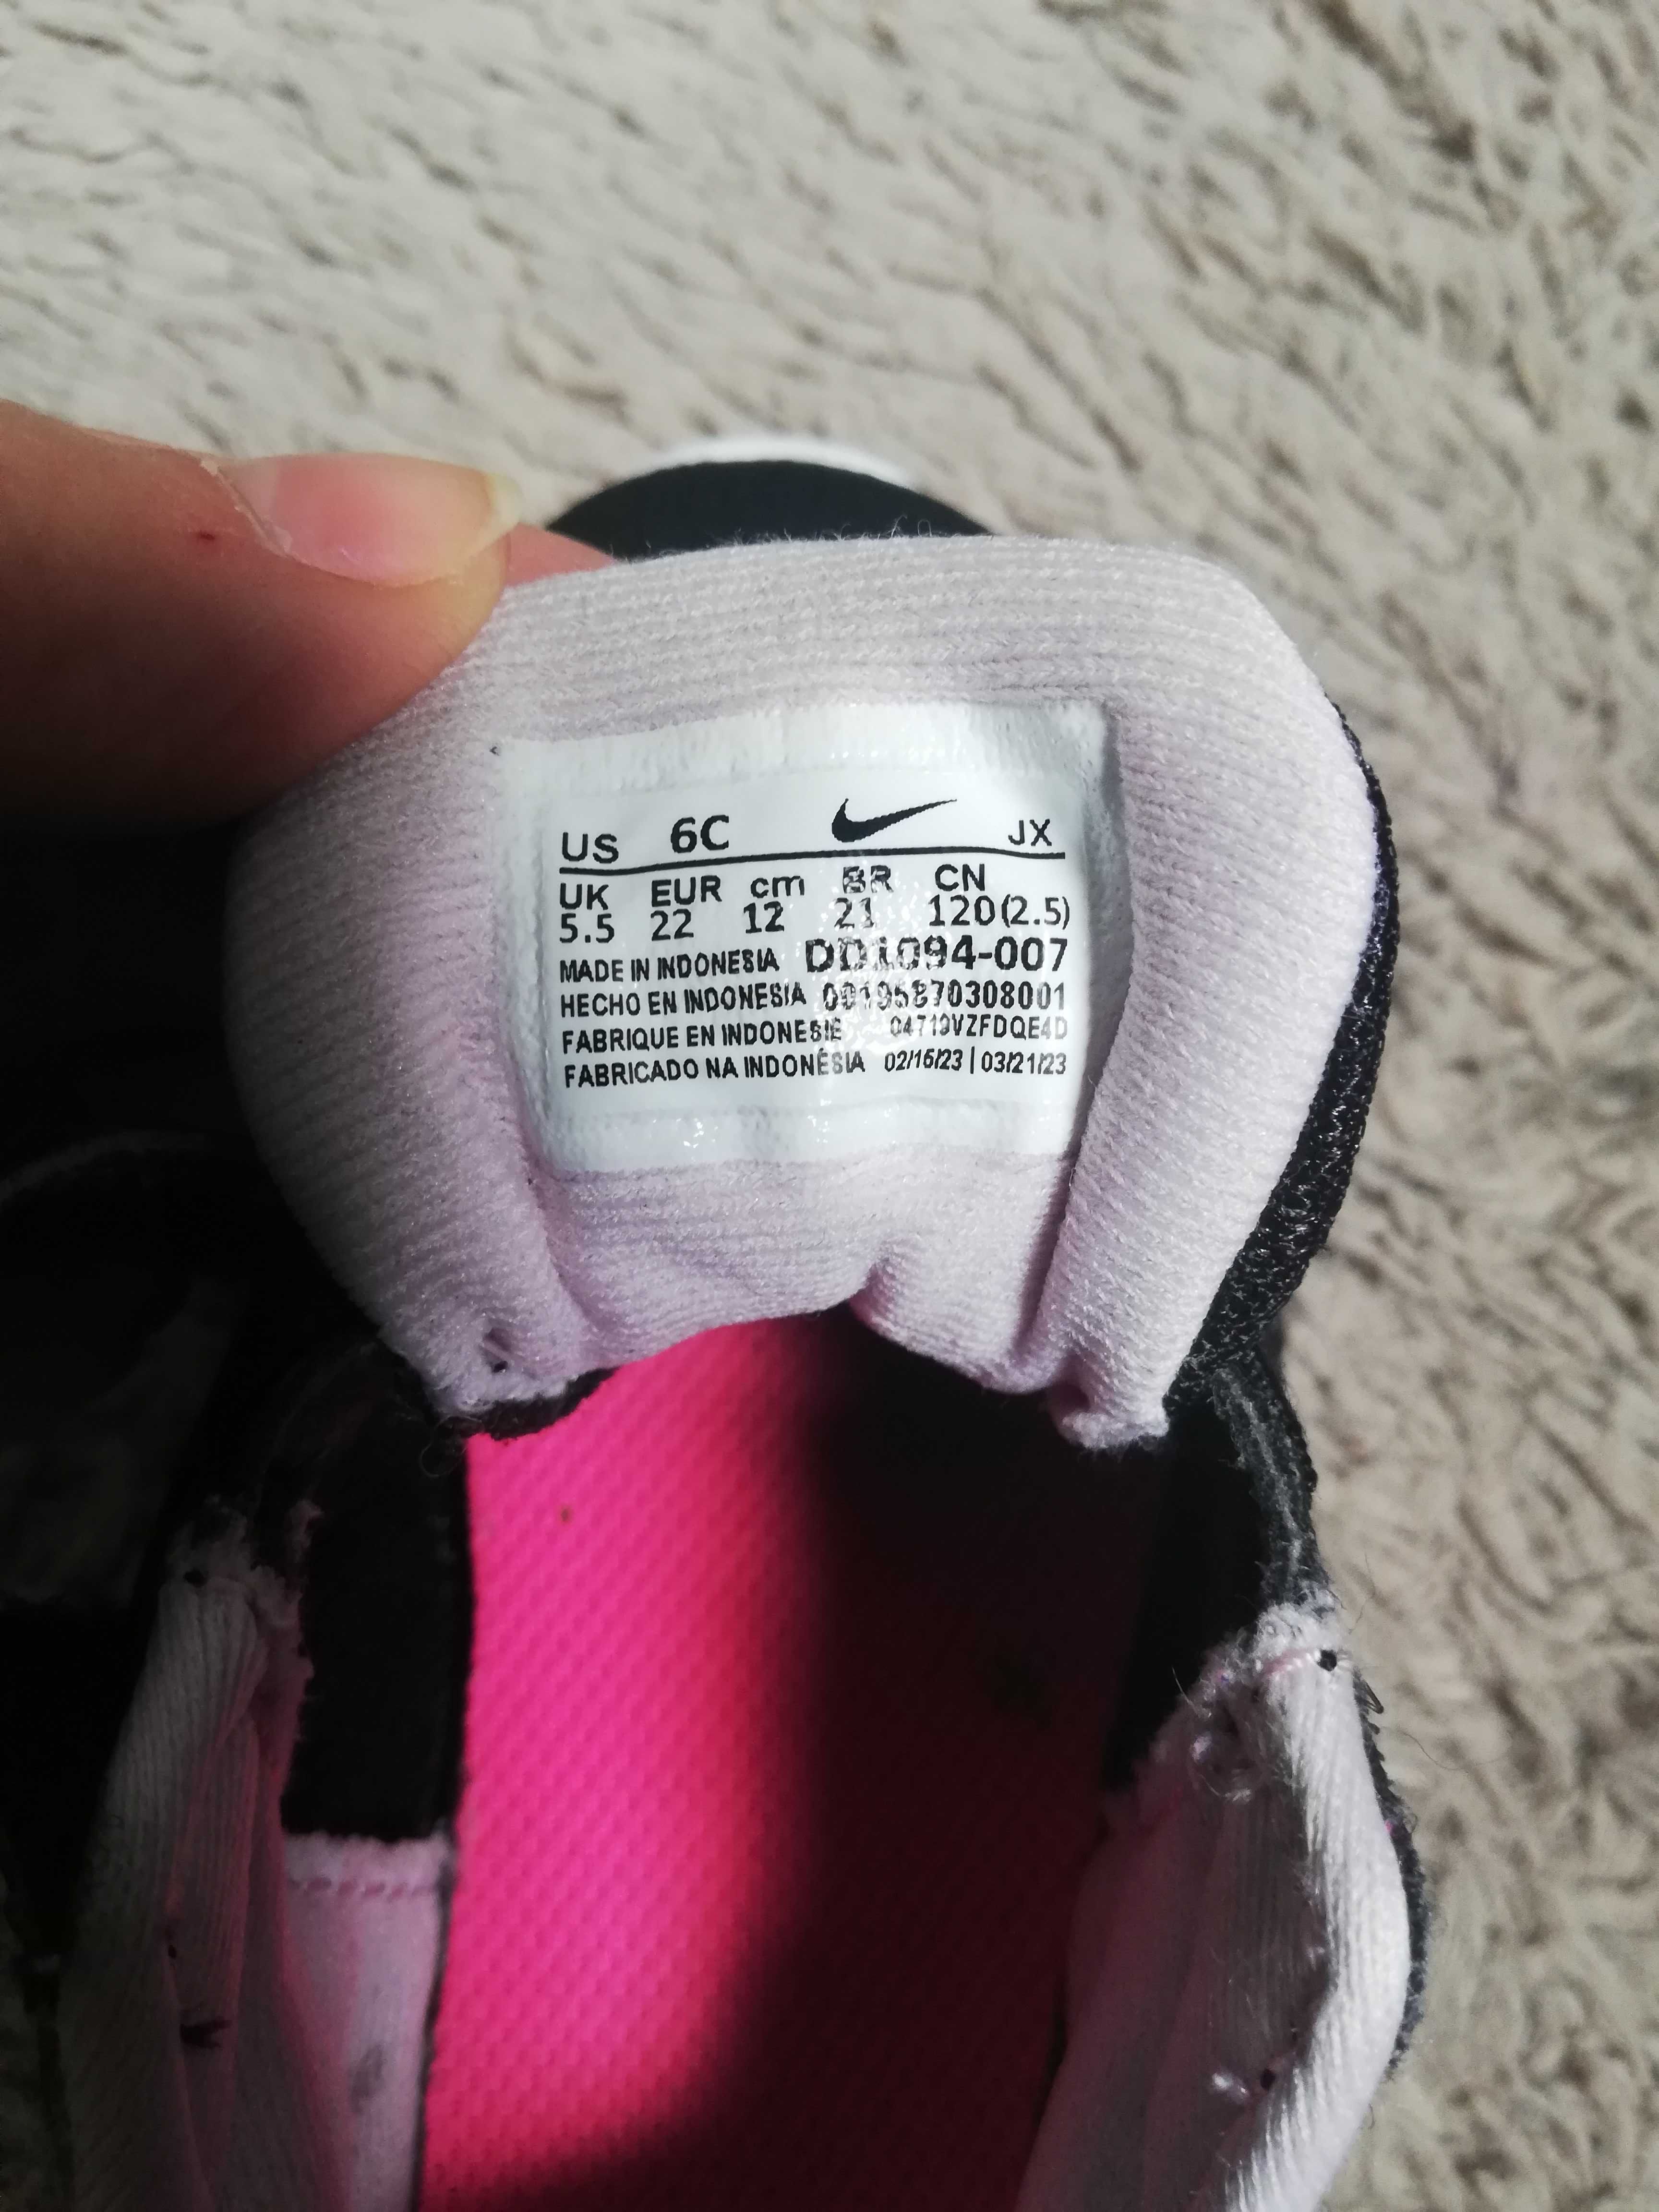 US 6C JX
UK EUR cm BR CN
5.5 22 12 21 120(2.5)
MADE IN INDONESIA DD1094-007
HECHO EN INDONESIA 00195870308001
FABRIQUE EN INDONESIE 04719VZFDQE4D
FABRICADO NA INDONÉSIA 02/16/23 | 03/21/23